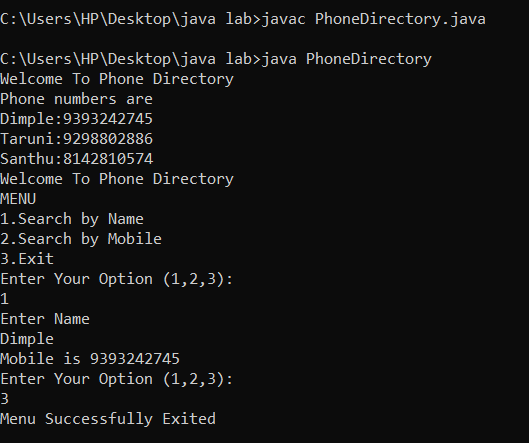 C:\Users\HP\Desktop\java lab>javac PhoneDirectory.java
C:\Users\HP\Desktop\java lab>java PhoneDirectory
Welcome To Phone Directory
Phone numbers are
Dimple:9393242745
Taruni:9298802886
Santhu:8142810574
Welcome To Phone Directory
MENU
1.Search by Name
2.Search by Mobile
3.Exit
Enter Your Option (1,2,3):
1
Enter Name
Dimple
Mobile is 9393242745
Enter Your Option (1,2,3):
3
Menu Successfully Exited